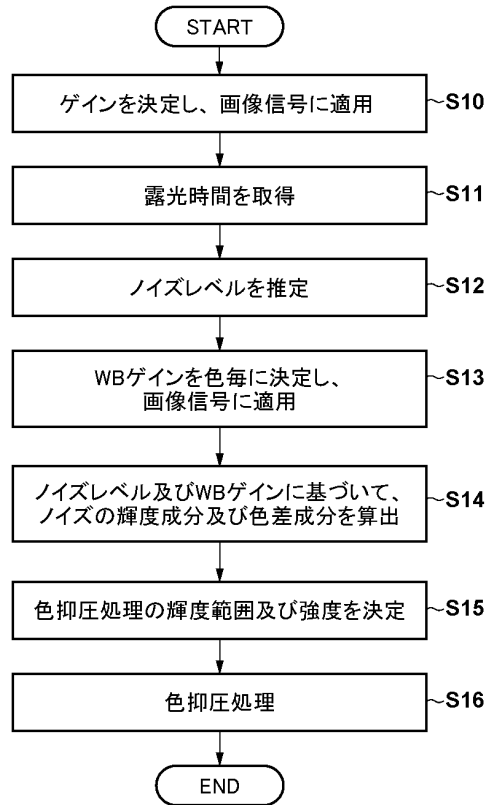 START
ゲインを決定し、画像信号に適用
S10
露光時間を取得
S11
ノイズレベルを推定
S12
WBゲインを色毎に決定し、
画像信号に適用
S13
ノイズレベル及びWBゲインに基づいて、
ノイズの輝度成分及び色差成分を算出
S14
色抑圧処理の輝度範囲及び強度を決定
S15
色抑圧処理
S16
END